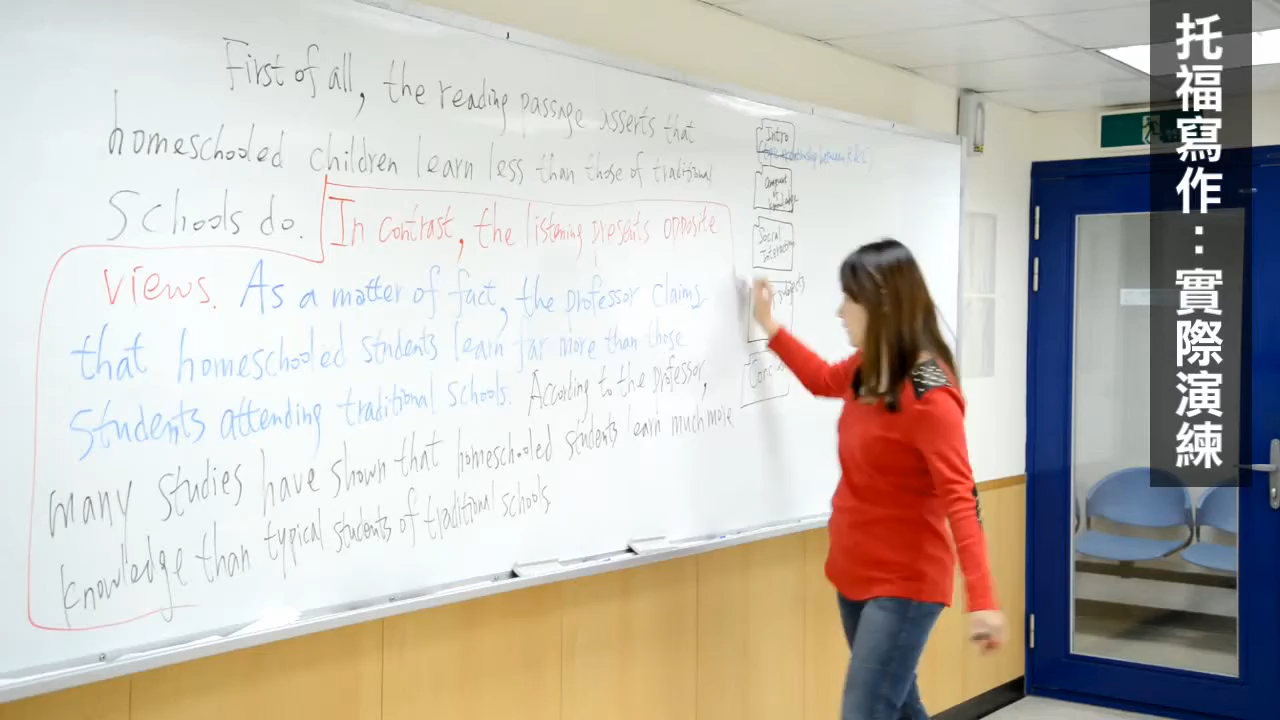 First of all, the reading passage asserts that
homeschooled children learn less than those of traditional
Schools do. In contrast, the listening presents opposite
views. As a matter of fact, the professor claims
that homeschooled students learn far more than those
students attending traditional schools. According to the professor,
many studies have shown that homeschooled students learn much more
knowledge than typical students of traditional schools
Intro
Social
Interaction
托福寫作：實際演練